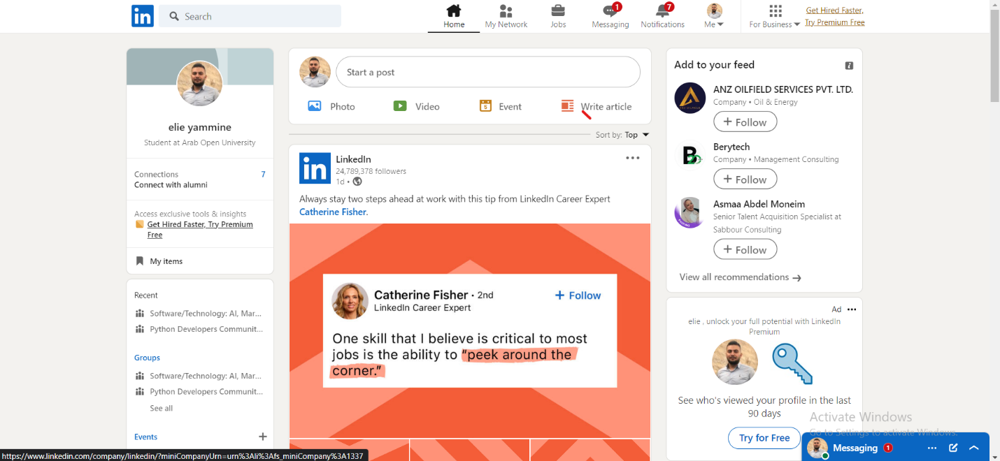 in
Search
Home
My Network
Jobs
1
Messaging
7
Notifications
Me
For Business
Get Hired Faster,
Try Premium Free
elie yammine
Student at Arab Open University
Connections 7
Connect with alumni
Access exclusive tools & insights
Get Hired Faster, Try Premium
Free
My items
Recent
Software/Technology: AI, Mar...
Python Developers Communit...
Groups
Software/Technology: AI, Mar...
Python Developers Communit...
See all
Events +
Start a post
Photo
Video
5
Event
Write article
Sort by: Top
in
LinkedIn
24,789,378 followers
1d •
Always stay two steps ahead at work with this tip from LinkedIn Career Expert
Catherine Fisher.
Catherine Fisher · 2nd
+ Follow
LinkedIn Career Expert
One skill that I believe is critical to most
jobs is the ability to “peek around the
corner.”
Add to your feed
ANZ OILFIELD SERVICES PVT. LTD.
Company • Oil & Energy
+ Follow
Berytech
Company • Management Consulting
+ Follow
Asmaa Abdel Moneim
Senior Talent Acquisition Specialist at
Sabbour Consulting
+ Follow
View all recommendations →
Ad •••
elie , unlock your full potential with LinkedIn
Premium
See who's viewed your profile in the last
90 days
Try for Free
Activate Windows
Go to Settings to activate Windows.
Messaging 1
https://www.linkedin.com/company/linkedin/?miniCompanyUrn=urn%3Ali%3Afs_miniCompany%3A1337